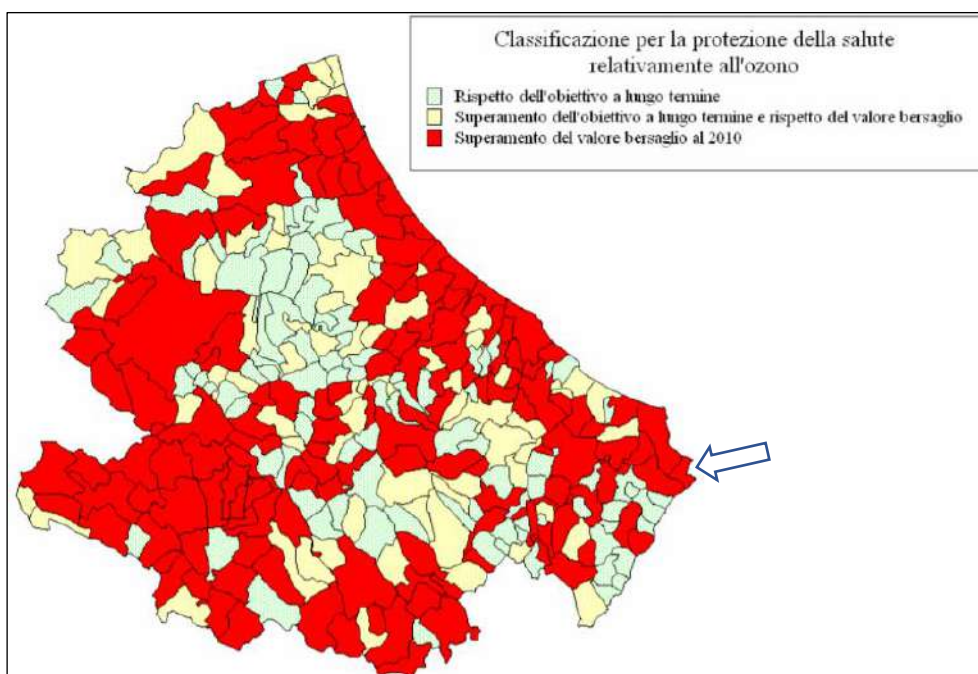 Classificazione per la protezione della salute
relativamente all'ozono
Rispetto dell'obiettivo a lungo termine
Superamento dell'obiettivo a lungo termine e rispetto del valore bersaglio
Superamento del valore bersaglio al 2010